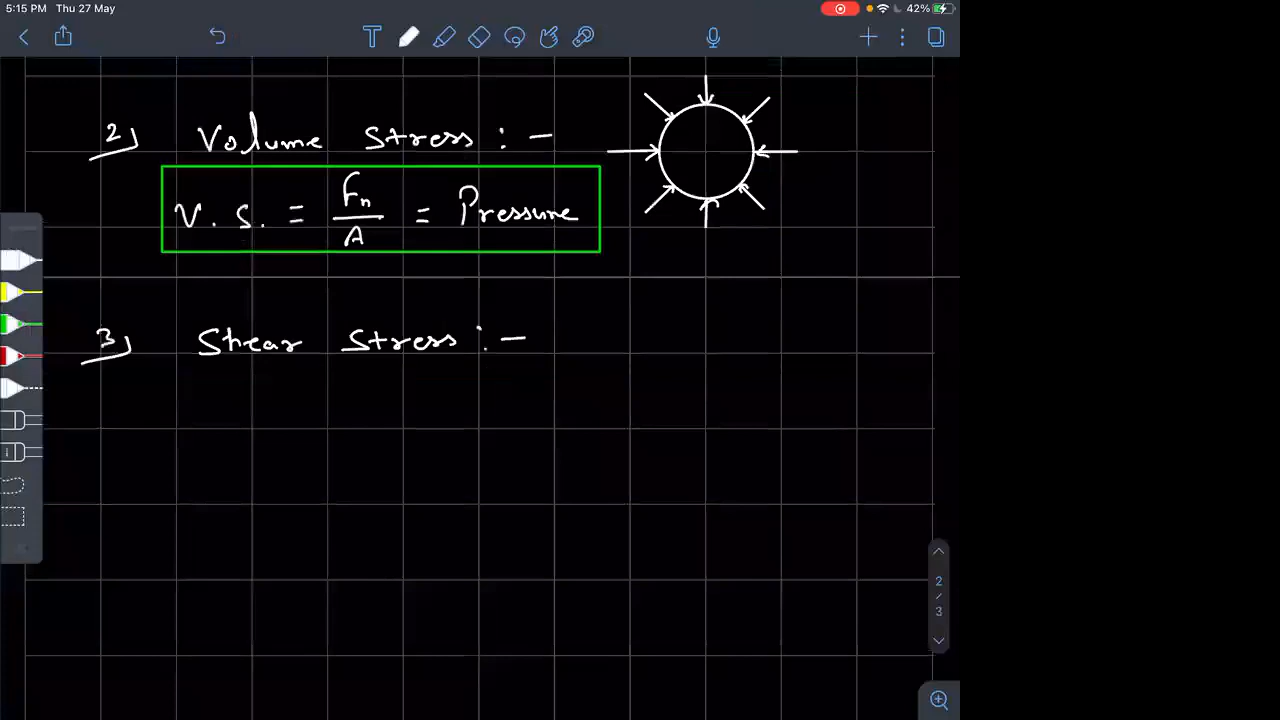 5:15 PM Thu 27 May
42%
2) Volume Stress : -
V. S. = Fn/A = Pressure
3) Shear Stress : -
2/3